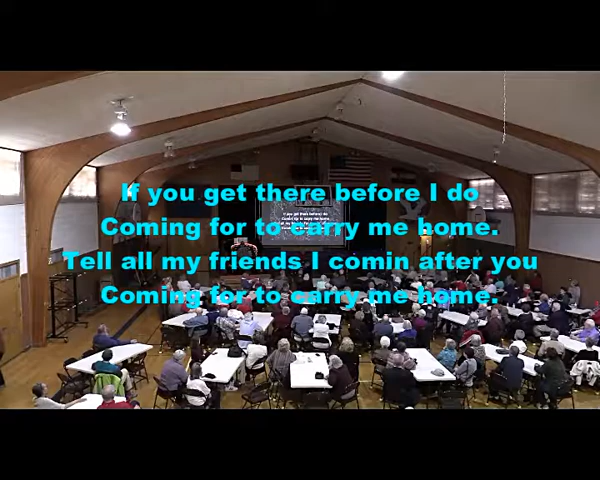 If you get there before I do
Coming for to carry me home.
Tell all my friends I comin after you
Coming for to carry me home.